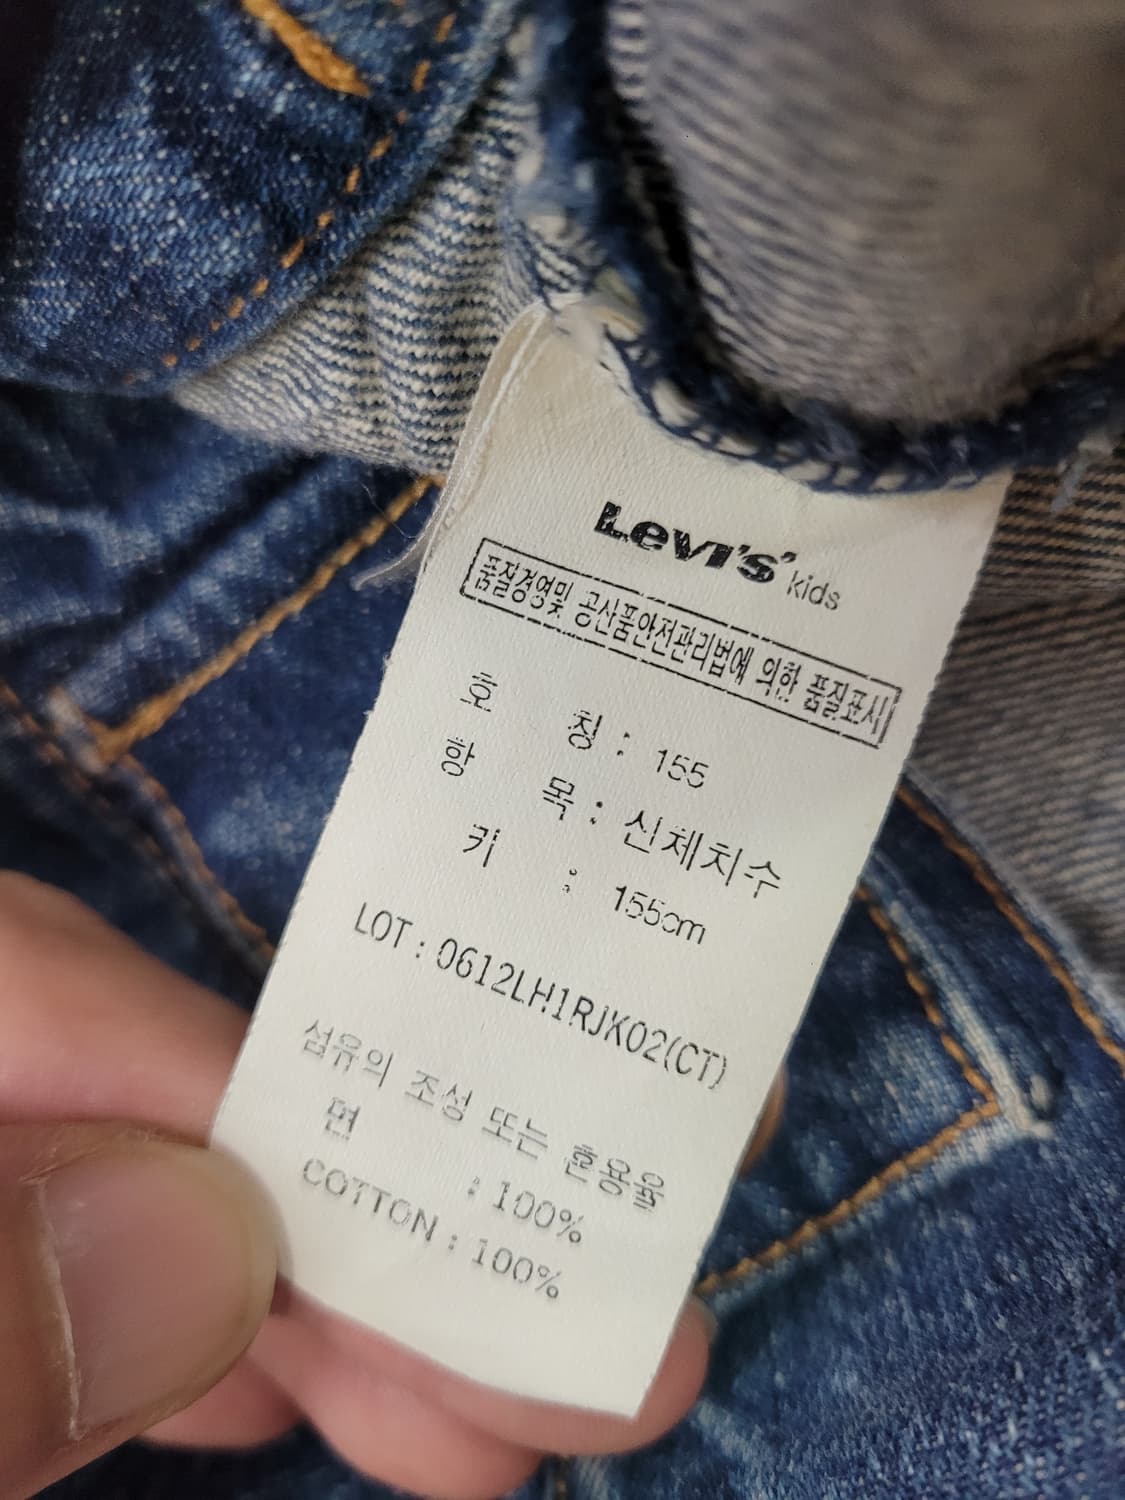 Levi's kids
품질경영및 공산품안전관리법에 의한 품질표시
호 칭 : 155
항 목 : 신체치수
키 : 155cm
LOT : 0612LH1RJK02(CT)
섬유의 조성 또는 혼용율
면 : 100%
COTTON : 100%